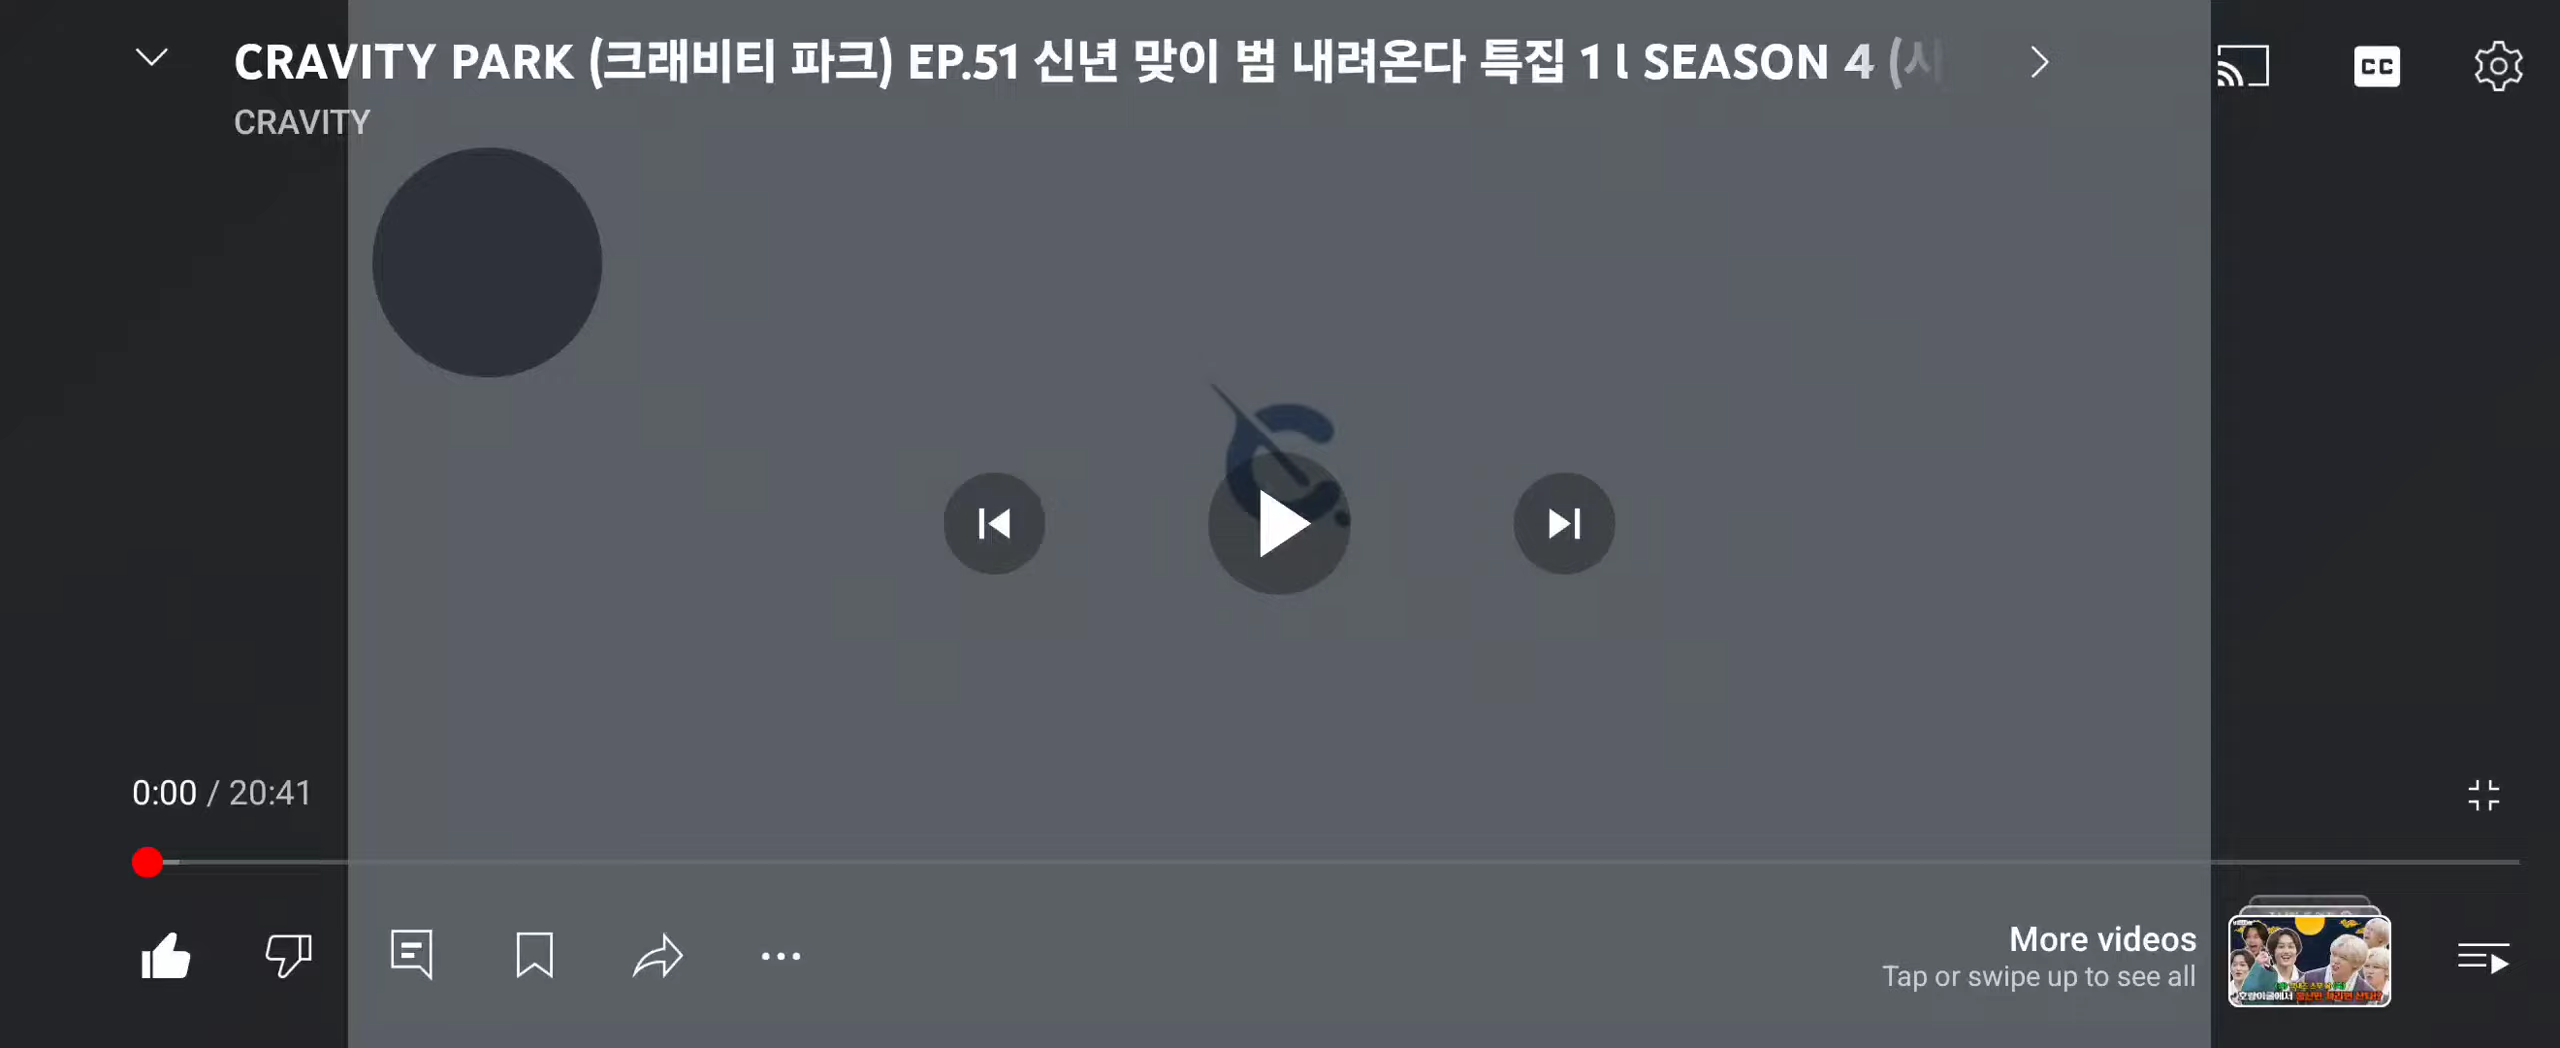 CRAVITY PARK (크래비티 파크) EP.51 신년 맞이 범 내려온다 특집 1 l SEASON 4 (사
CC
CRAVITY
0:00 / 20:41
More videos
Tap or swipe up to see all